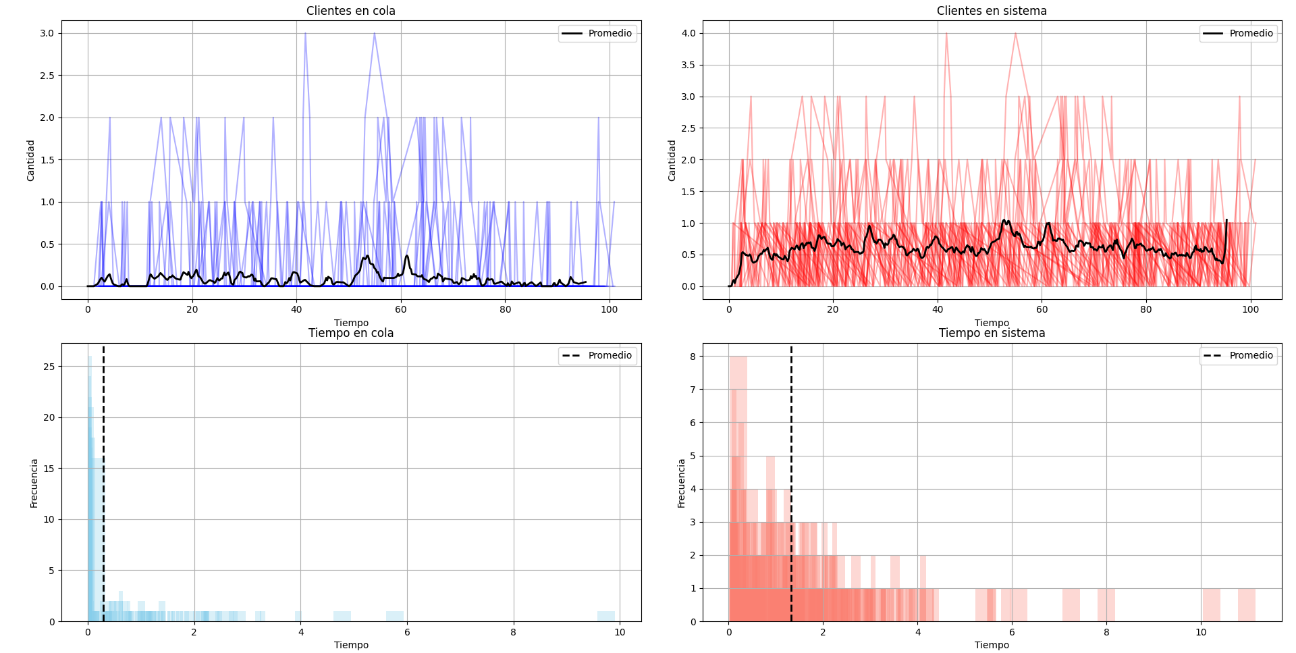 Clientes en cola
Promedio
Cantidad
3.0
2.5
2.0
1.5
1.0
0.5
0.0
0 20 40 60 80 100
Tiempo
Clientes en sistema
Promedio
Cantidad
4.0
3.5
3.0
2.5
2.0
1.5
1.0
0.5
0.0
0 20 40 60 80 100
Tiempo
Tiempo en cola
Promedio
Frecuencia
25
20
15
10
5
0
0 2 4 6 8 10
Tiempo
Tiempo en sistema
Promedio
Frecuencia
8
7
6
5
4
3
2
1
0
0 2 4 6 8 10
Tiempo